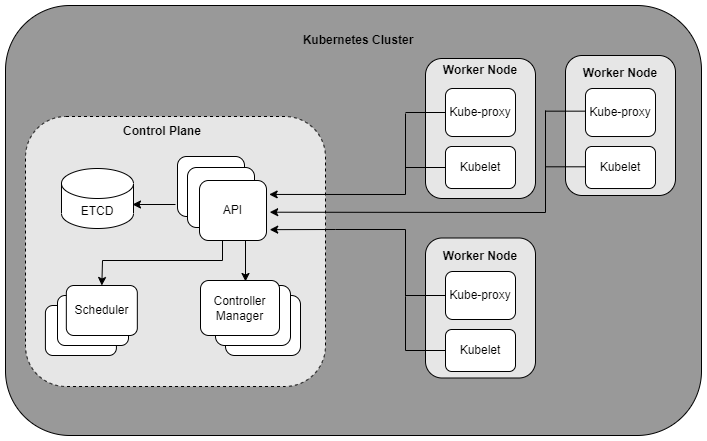 Kubernetes Cluster
Control Plane
ETCD
API
Scheduler
Controller
Manager
Worker Node
Kube-proxy
Kubelet
Worker Node
Kube-proxy
Kubelet
Worker Node
Kube-proxy
Kubelet